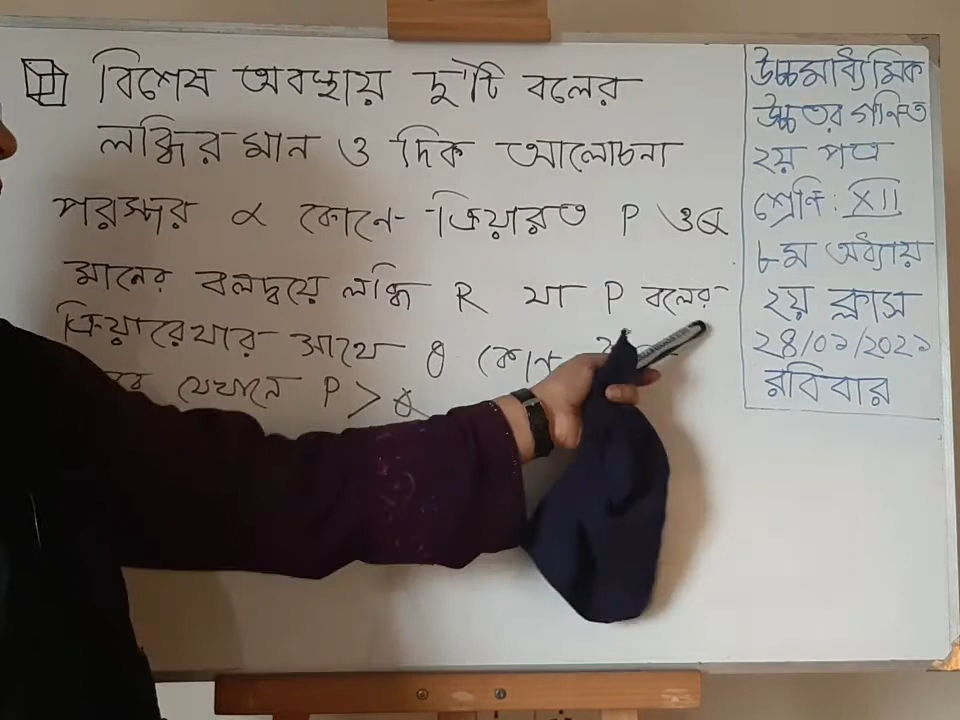 বিশেষ অবস্থায় দু'টি বলের
লব্ধির মান ও দিক আলোচনা
পরস্পর α কোনে ক্রিয়ারত P ও Q
মানের বলদ্বয়ে লব্ধি R যা P বলের
ক্রিয়ারেখার সাথে θ কোণ
যেখানে P > Q
উচ্চমাধ্যমিক
উচ্চতর গণিত
২য় পত্র
শ্রেণি: XII
৮ম অধ্যায়
২য় ক্লাস
২৪/০১/২০২১
রবিবার